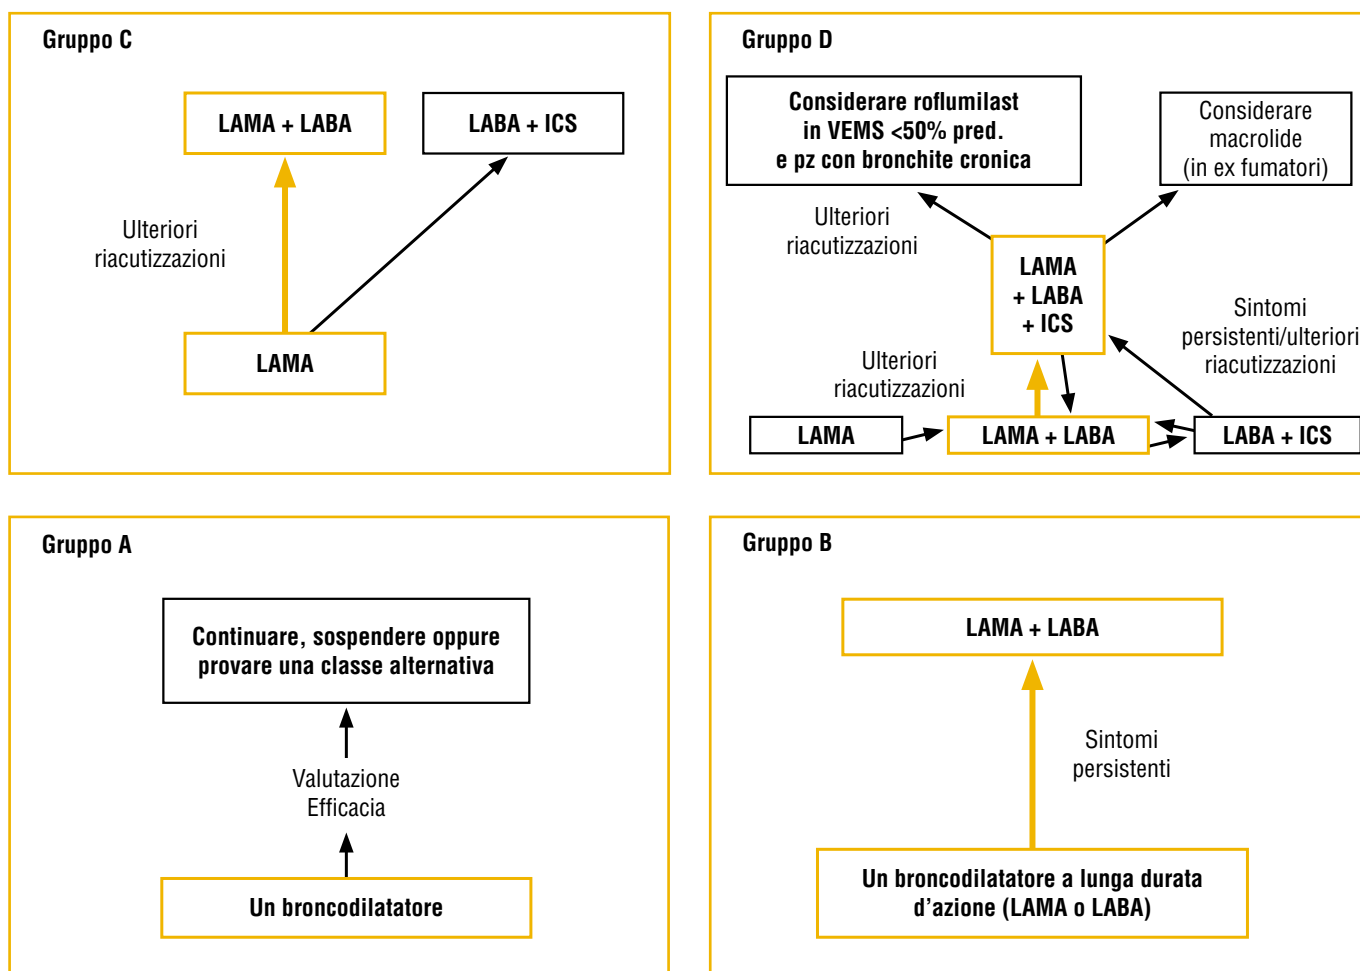 Gruppo C
LAMA + LABA
LABA + ICS
Ulteriori
riacutizzazioni
LAMA
Gruppo D
Considerare roflumilast
in VEMS <50% pred.
e pz con bronchite cronica
Considerare
macrolide
(in ex fumatori)
Ulteriori
riacutizzazioni
LAMA
+ LABA
+ ICS
Sintomi
persistenti/ulteriori
riacutizzazioni
Ulteriori
riacutizzazioni
LAMA
LAMA + LABA
LABA + ICS
Gruppo A
Continuare, sospendere oppure
provare una classe alternativa
Valutazione
Efficacia
Un broncodilatatore
Gruppo B
LAMA + LABA
Sintomi
persistenti
Un broncodilatatore a lunga durata
d'azione (LAMA o LABA)